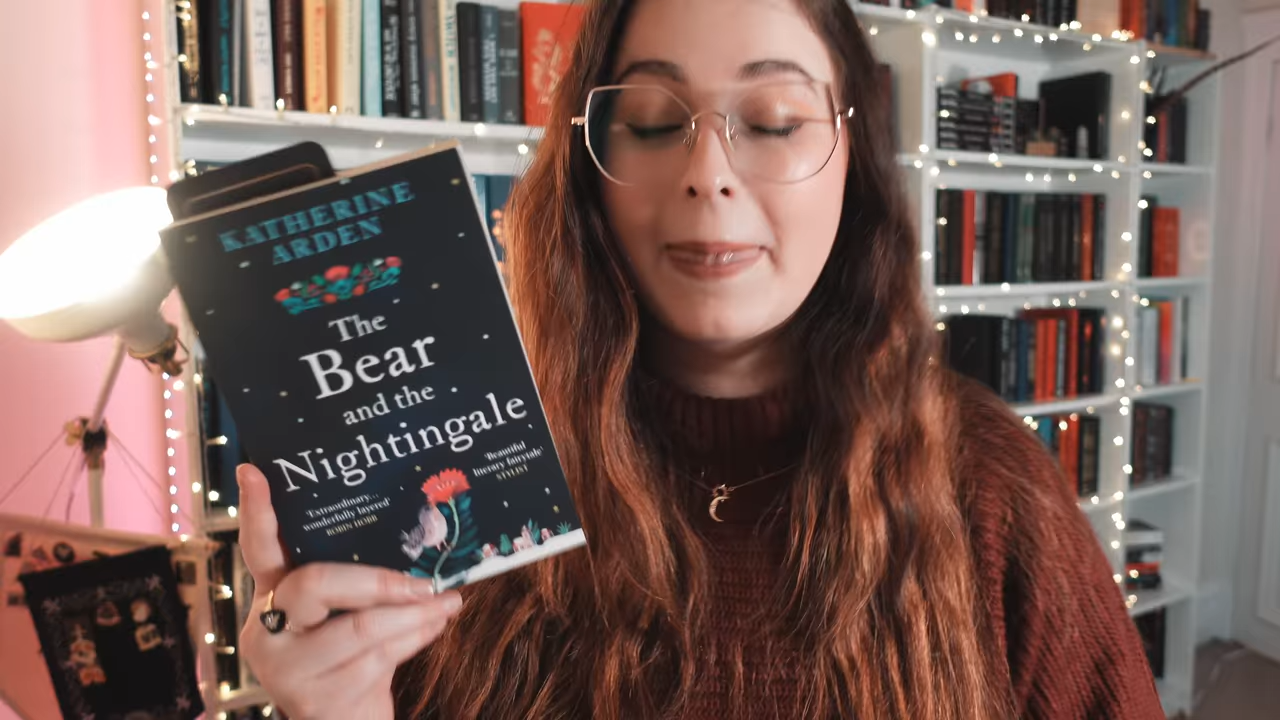 KATHERINE
ARDEN
The
Bear
and the
Nightingale
'Beautiful
literary fairytale'
STYLIST
'Extraordinary...
wonderfully layered'
ROBIN HOBB